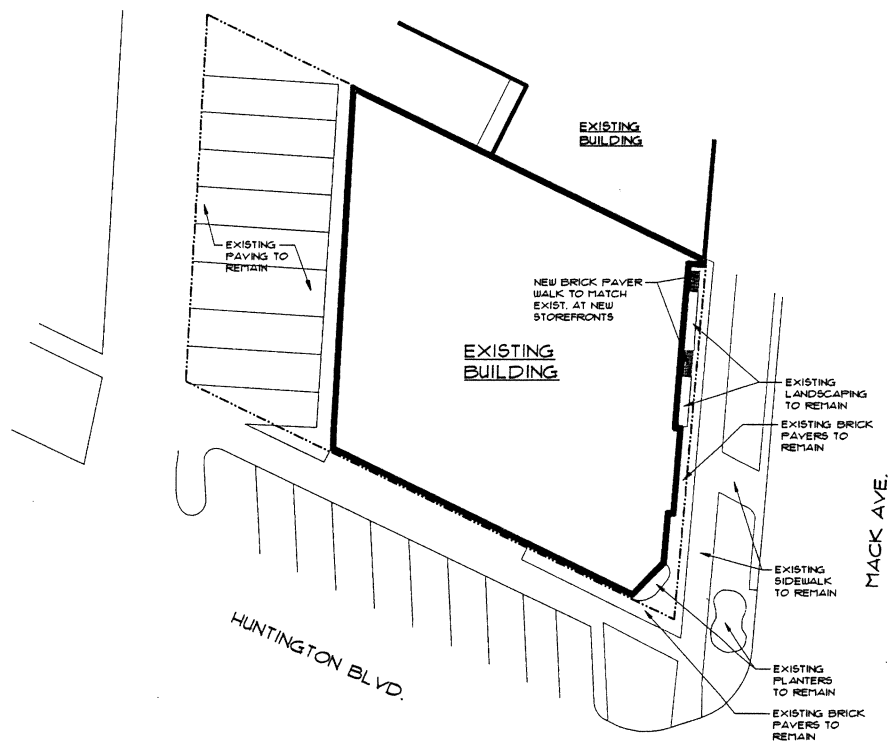 EXISTING
BUILDING
EXISTING
PAVING TO
REMAIN
NEW BRICK PAVER
WALK TO MATCH
EXIST. AT NEW
STOREFRONTS
EXISTING
BUILDING
EXISTING
LANDSCAPING
TO REMAIN
EXISTING BRICK
PAVERS TO
REMAIN
MACK AVE.
EXISTING
SIDEWALK
TO REMAIN
HUNTINGTON BLVD.
EXISTING
PLANTERS
TO REMAIN
EXISTING BRICK
PAVERS TO
REMAIN